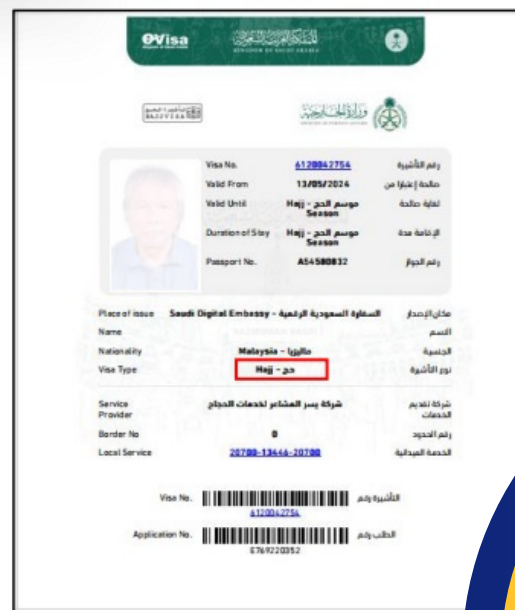 eVisa
المملكة العربية السعودية
KINGDOM OF SAUDI ARABIA
وزارة الخارجية
Visa No. 6120042754 رقم التأشيرة
Valid From 13/05/2024 صالحة إعتبارا من
Valid Until Hajj - موسم الحج لغاية صالحة
Season
Duration of Stay Hajj - موسم الحج الإقامة مدة
Season
Passport No. A54580832 رقم الجواز
Place of issue Saudi Digital Embassy - السفارة السعودية الرقمية مكان الإصدار
Name الاسم
Nationality Malaysia - ماليزيا الجنسية
Visa Type Hajj - حج نوع التأشيرة
Service شركة يسر المشاعر لخدمات الحجاج شركة تقديم
Provider الخدمات
Border No 0 رقم الحدود
Local Service 20700-13446-20700 الخدمة الميدانية
Visa No. التأشيرة رقم
6120042754
Application No. الطلب رقم
E769220352